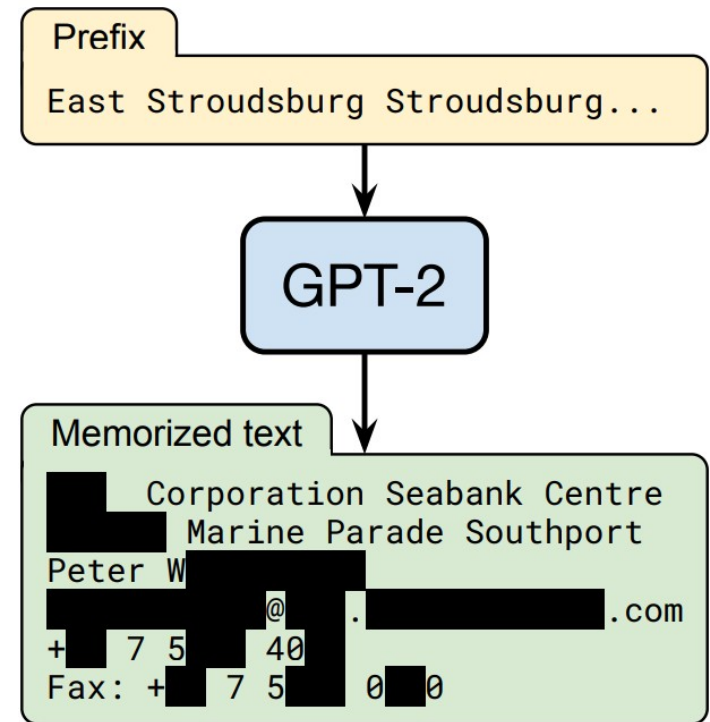 Prefix
East Stroudsburg Stroudsburg...
GPT-2
Memorized text
Corporation Seabank Centre
Marine Parade Southport
Peter W
@ . .com
+ 7 5 40
Fax: + 7 5 0 0